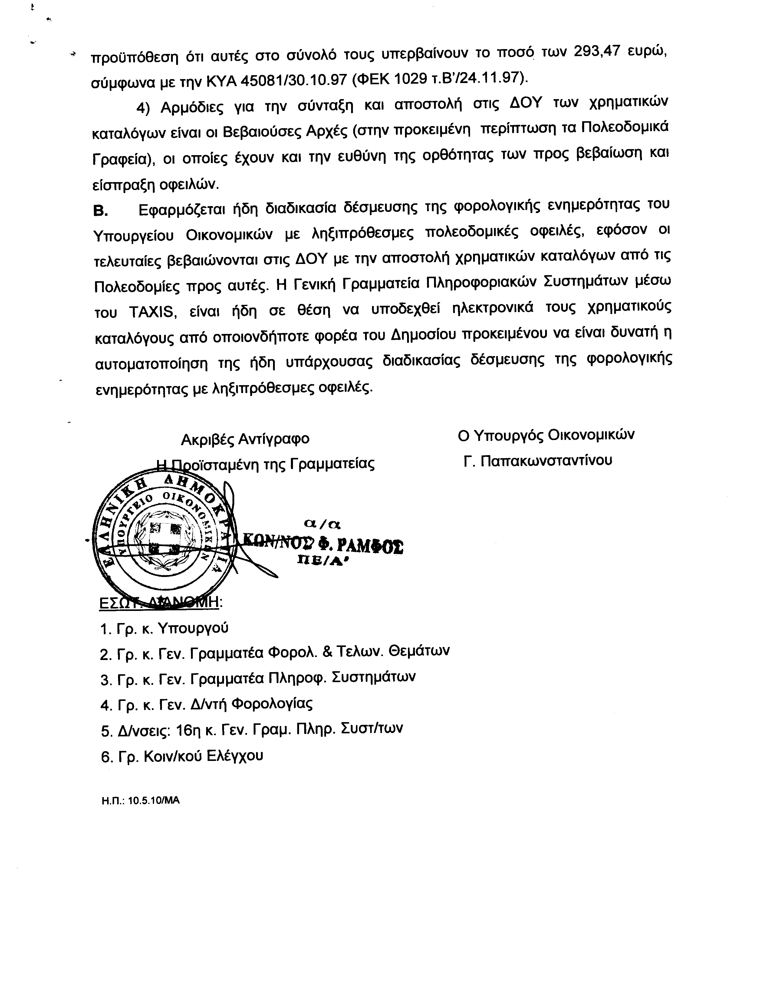 προϋπόθεση ότι αυτές στο σύνολό τους υπερβαίνουν το ποσό των 293,47 ευρώ,
σύμφωνα με την ΚΥΑ 45081/30.10.97 (ΦΕΚ 1029 τ.Β’/24.11.97).
4) Αρμόδιες για την σύνταξη και αποστολή στις ΔΟΥ των χρηματικών
καταλόγων είναι οι Βεβαιούσες Αρχές (στην προκειμένη περίπτωση τα Πολεοδομικά
Γραφεία), οι οποίες έχουν και την ευθύνη της ορθότητας των προς βεβαίωση και
είσπραξη οφειλών.
Β. Εφαρμόζεται ήδη διαδικασία δέσμευσης της φορολογικής ενημερότητας του
Υπουργείου Οικονομικών με ληξιπρόθεσμες πολεοδομικές οφειλές, εφόσον οι
τελευταίες βεβαιώνονται στις ΔΟΥ με την αποστολή χρηματικών καταλόγων από τις
Πολεοδομίες προς αυτές. Η Γενική Γραμματεία Πληροφοριακών Συστημάτων μέσω
του TAXIS, είναι ήδη σε θέση να υποδεχθεί ηλεκτρονικά τους χρηματικούς
καταλόγους από οποιονδήποτε φορέα του Δημοσίου προκειμένου να είναι δυνατή η
αυτοματοποίηση της ήδη υπάρχουσας διαδικασίας δέσμευσης της φορολογικής
ενημερότητας με ληξιπρόθεσμες οφειλές.
Ακριβές Αντίγραφο
Η Προϊσταμένη της Γραμματείας
Ο Υπουργός Οικονομικών
Γ. Παπακωνσταντίνου
ΕΛΛΗΝΙΚΗ ΔΗΜΟΚΡΑΤΙΑ
ΥΠΟΥΡΓΕΙΟ ΟΙΚΟΝΟΜΙΚΩΝ
α/α
ΚΩΝ/ΝΟΣ Φ. ΡΑΜΦΟΣ
ΠΕ/Α'
ΕΣΩΤ. ΔΙΑΝΟΜΗ:
1. Γρ. κ. Υπουργού
2. Γρ. κ. Γεν. Γραμματέα Φορολ. & Τελων. Θεμάτων
3. Γρ. κ. Γεν. Γραμματέα Πληροφ. Συστημάτων
4. Γρ. κ. Γεν. Δ/ντή Φορολογίας
5. Δ/νσεις: 16η κ. Γεν. Γραμ. Πληρ. Συστ/των
6. Γρ. Κοιν/κού Ελέγχου
Η.Π.: 10.5.10/ΜΑ